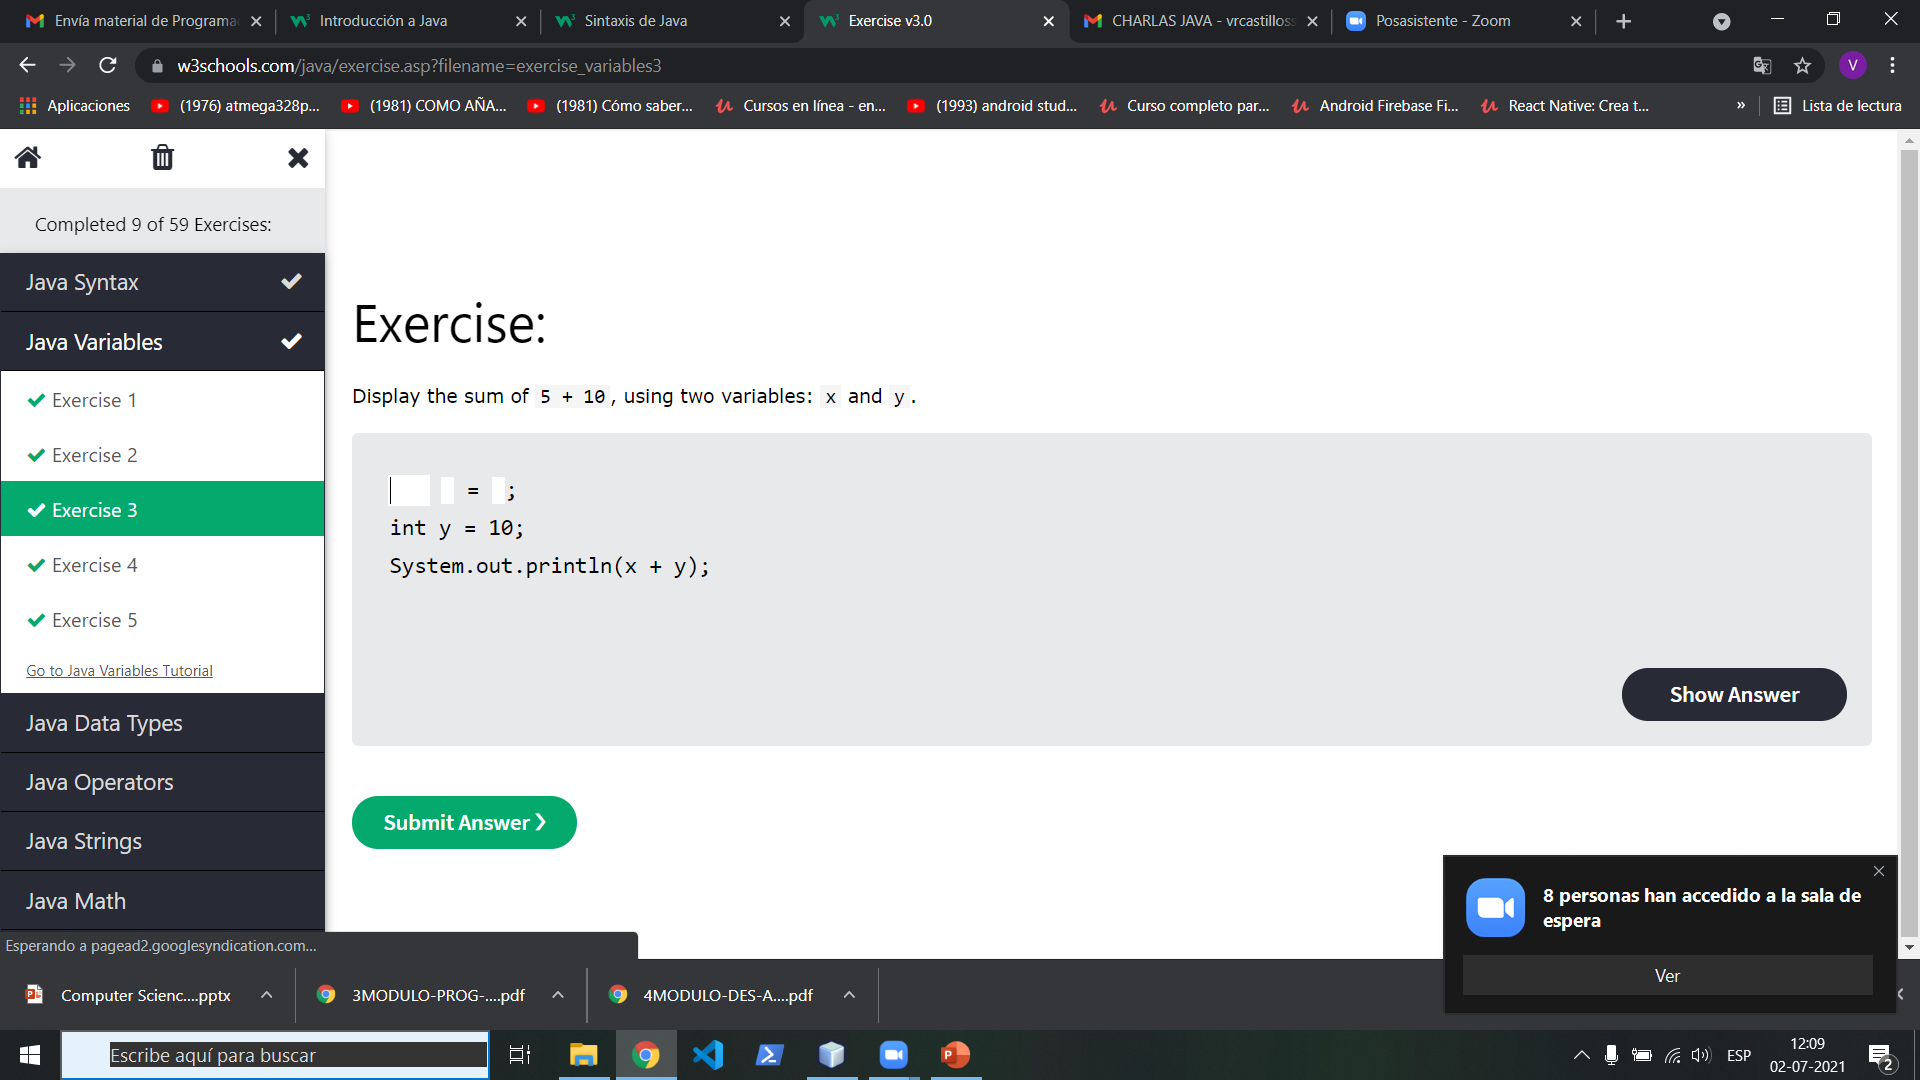 Envía material de Programa
Introducción a Java
Sintaxis de Java
Exercise v3.0
CHARLAS JAVA - vrcastilloss
Posasistente - Zoom
w3schools.com/java/exercise.asp?filename=exercise_variables3
V
Aplicaciones
(1976) atmega328p...
(1981) COMO AÑA...
(1981) Cómo saber...
Cursos en línea - en...
(1993) android stud...
Curso completo par...
Android Firebase Fi...
React Native: Crea t...
»
Lista de lectura
Completed 9 of 59 Exercises:
Java Syntax
Java Variables
Exercise 1
Exercise 2
Exercise 3
Exercise 4
Exercise 5
Go to Java Variables Tutorial
Java Data Types
Java Operators
Java Strings
Java Math
Exercise:
Display the sum of 5 + 10, using two variables: x and y.
= ;
int y = 10;
System.out.println(x + y);
Show Answer
Submit Answer ❯
8 personas han accedido a la sala de
espera
Ver
Esperando a pagead2.googlesyndication.com...
Computer Scienc....pptx
3MODULO-PROG-....pdf
4MODULO-DES-A....pdf
Escribe aquí para buscar
ESP
12:09
02-07-2021
2